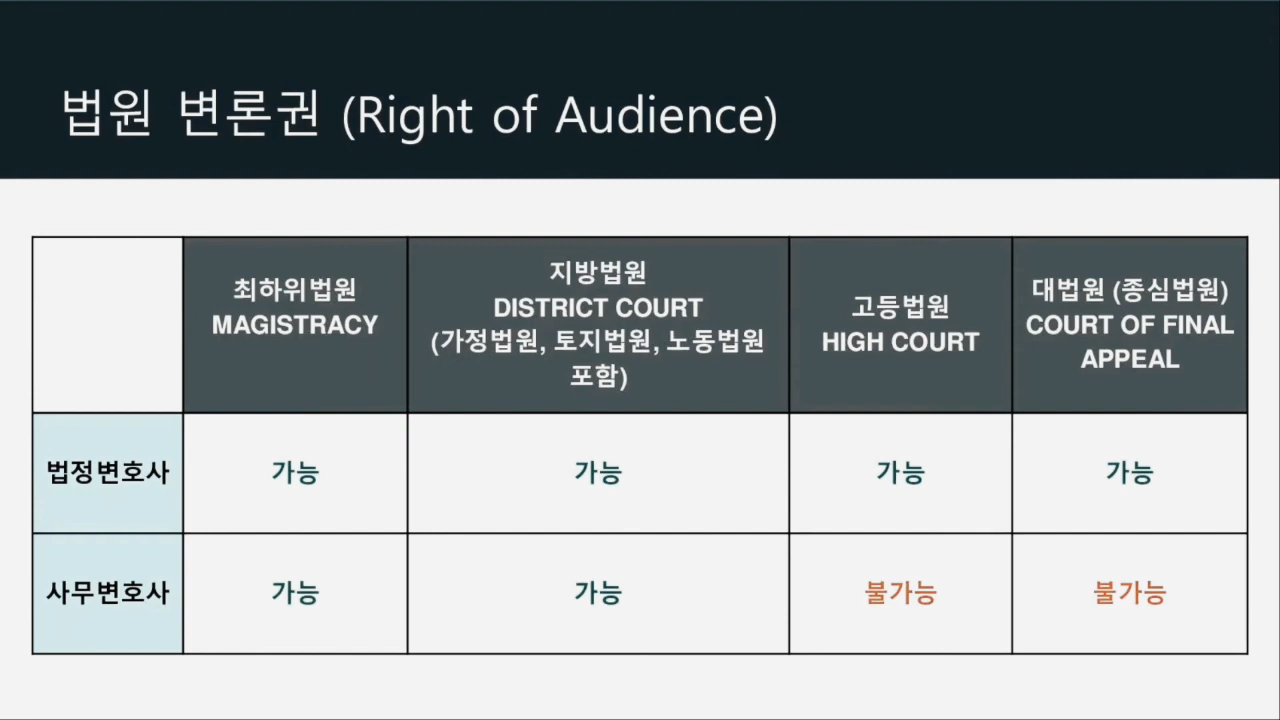 법원 변론권 (Right of Audience)
최하위법원
MAGISTRACY
지방법원
DISTRICT COURT
(가정법원, 토지법원, 노동법원
포함)
고등법원
HIGH COURT
대법원 (종심법원)
COURT OF FINAL
APPEAL
법정변호사
가능
가능
가능
가능
사무변호사
가능
가능
불가능
불가능